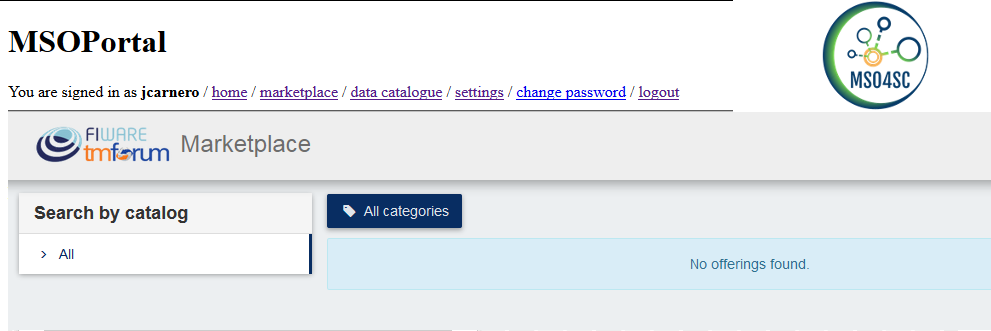 MSOPortal
MSO4SC
You are signed in as jcarnero / home / marketplace / data catalogue / settings / change password / logout
FIWARE
tmforum
Marketplace
Search by catalog
All categories
All
No offerings found.